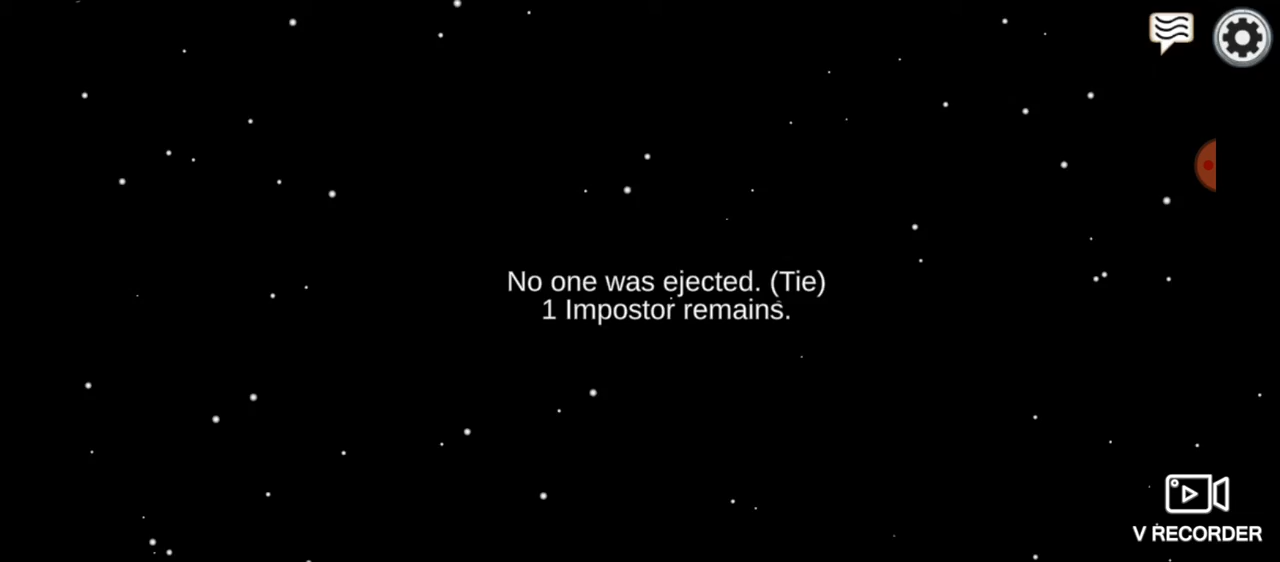 No one was ejected. (Tie)
1 Impostor remains.
V RECORDER